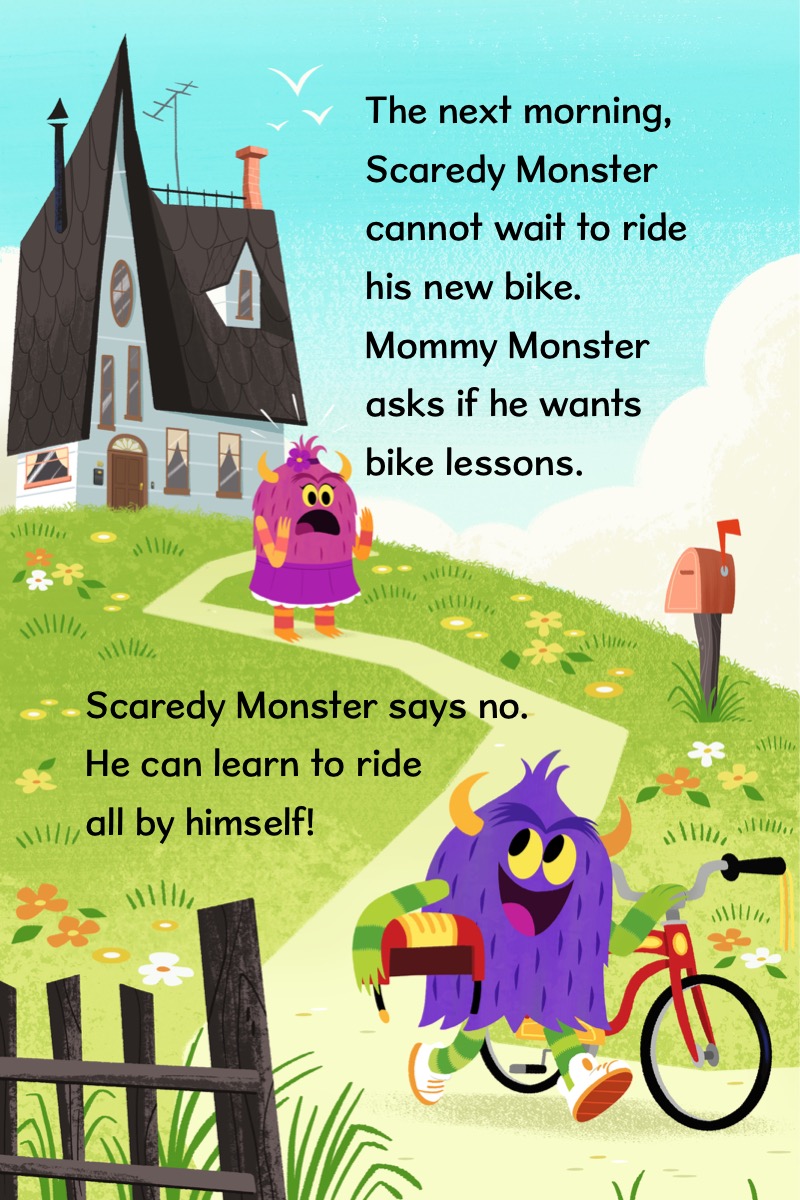 The next morning,
Scaredy Monster
cannot wait to ride
his new bike.
Mommy Monster
asks if he wants
bike lessons.
Scaredy Monster says no.
He can learn to ride
all by himself!